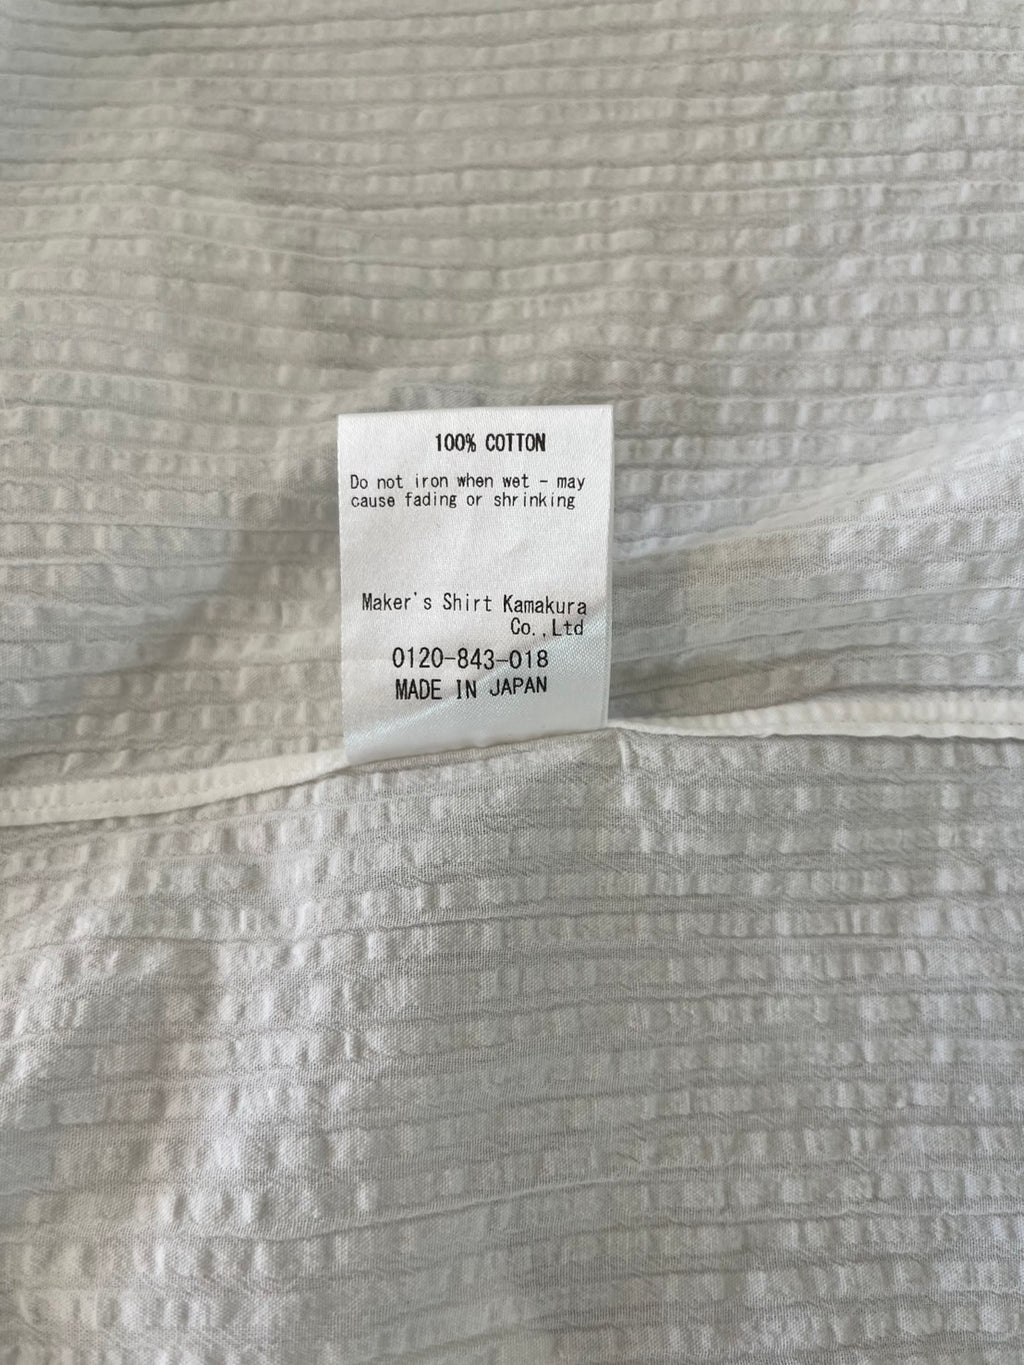 100% COTTON
Do not iron when wet - may
cause fading or shrinking
Maker's Shirt Kamakura
Co.,Ltd
0120-843-018
MADE IN JAPAN